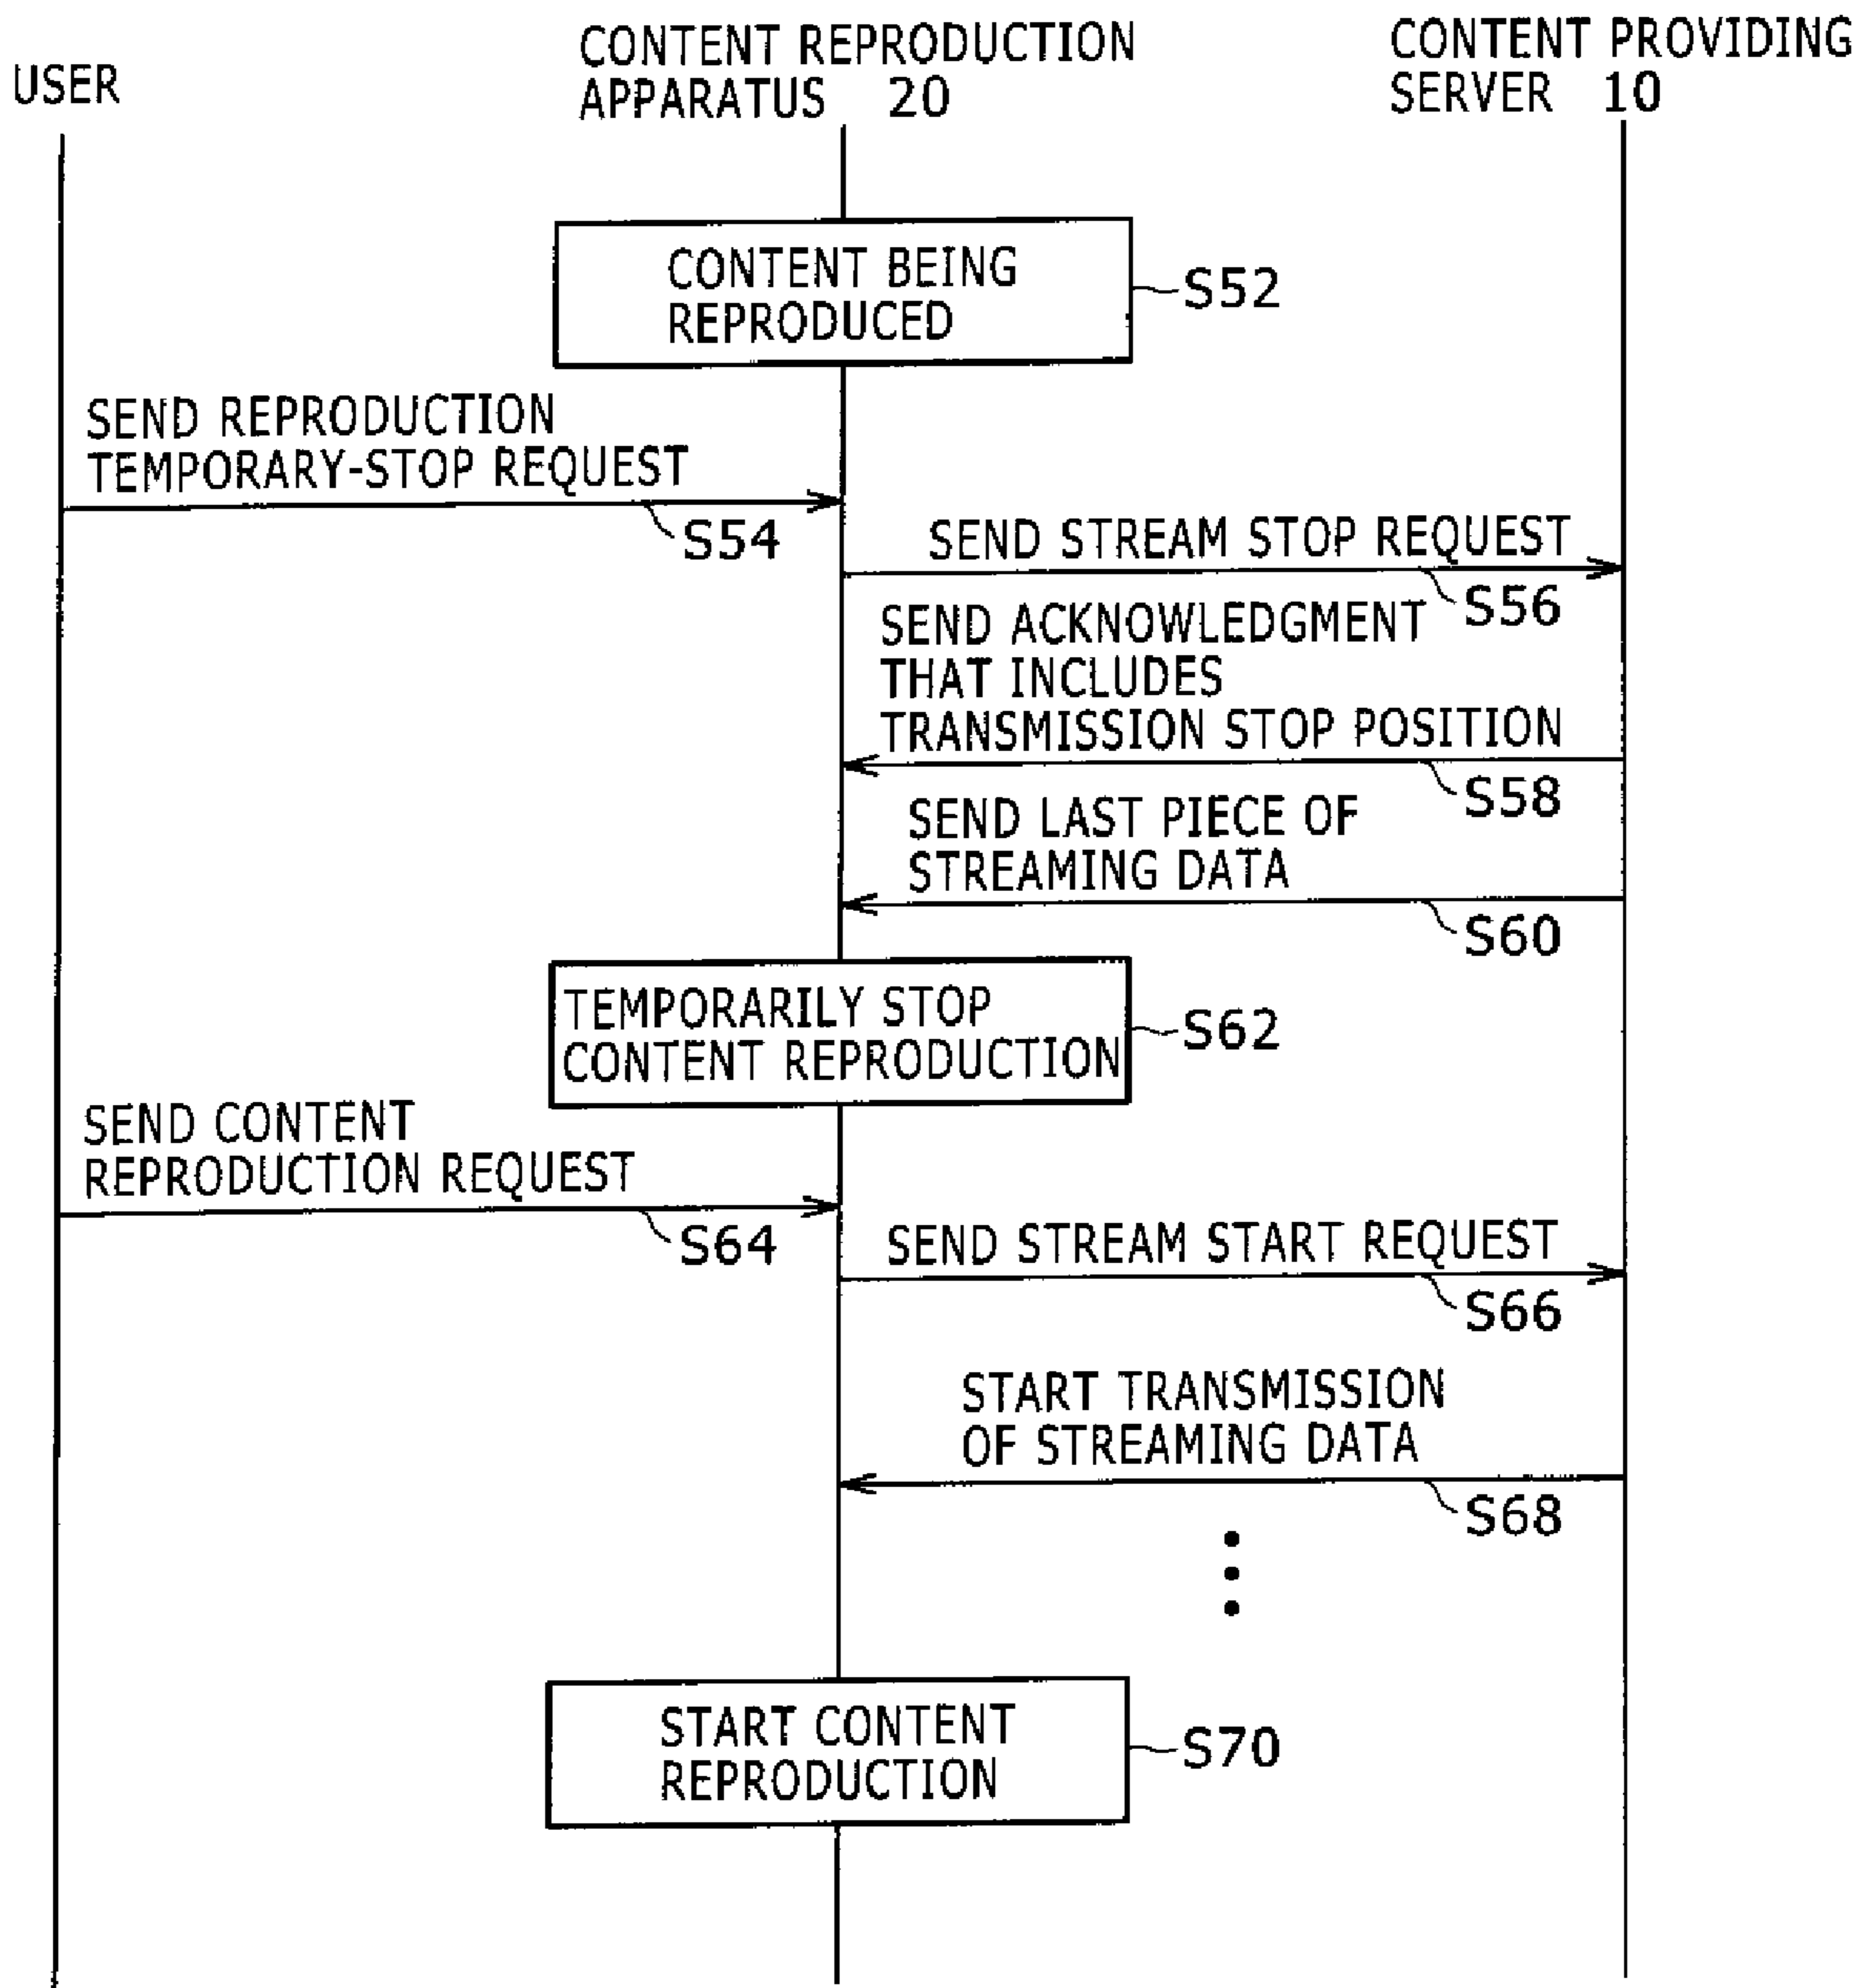 USER
CONTENT REPRODUCTION
APPARATUS 20
CONTENT PROVIDING
SERVER 10
CONTENT BEING
REPRODUCED
S52
SEND REPRODUCTION
TEMPORARY-STOP REQUEST
S54
SEND STREAM STOP REQUEST
S56
SEND ACKNOWLEDGMENT
THAT INCLUDES
TRANSMISSION STOP POSITION
S58
SEND LAST PIECE OF
STREAMING DATA
S60
TEMPORARILY STOP
CONTENT REPRODUCTION
S62
SEND CONTENT
REPRODUCTION REQUEST
S64
SEND STREAM START REQUEST
S66
START TRANSMISSION
OF STREAMING DATA
S68
START CONTENT
REPRODUCTION
S70